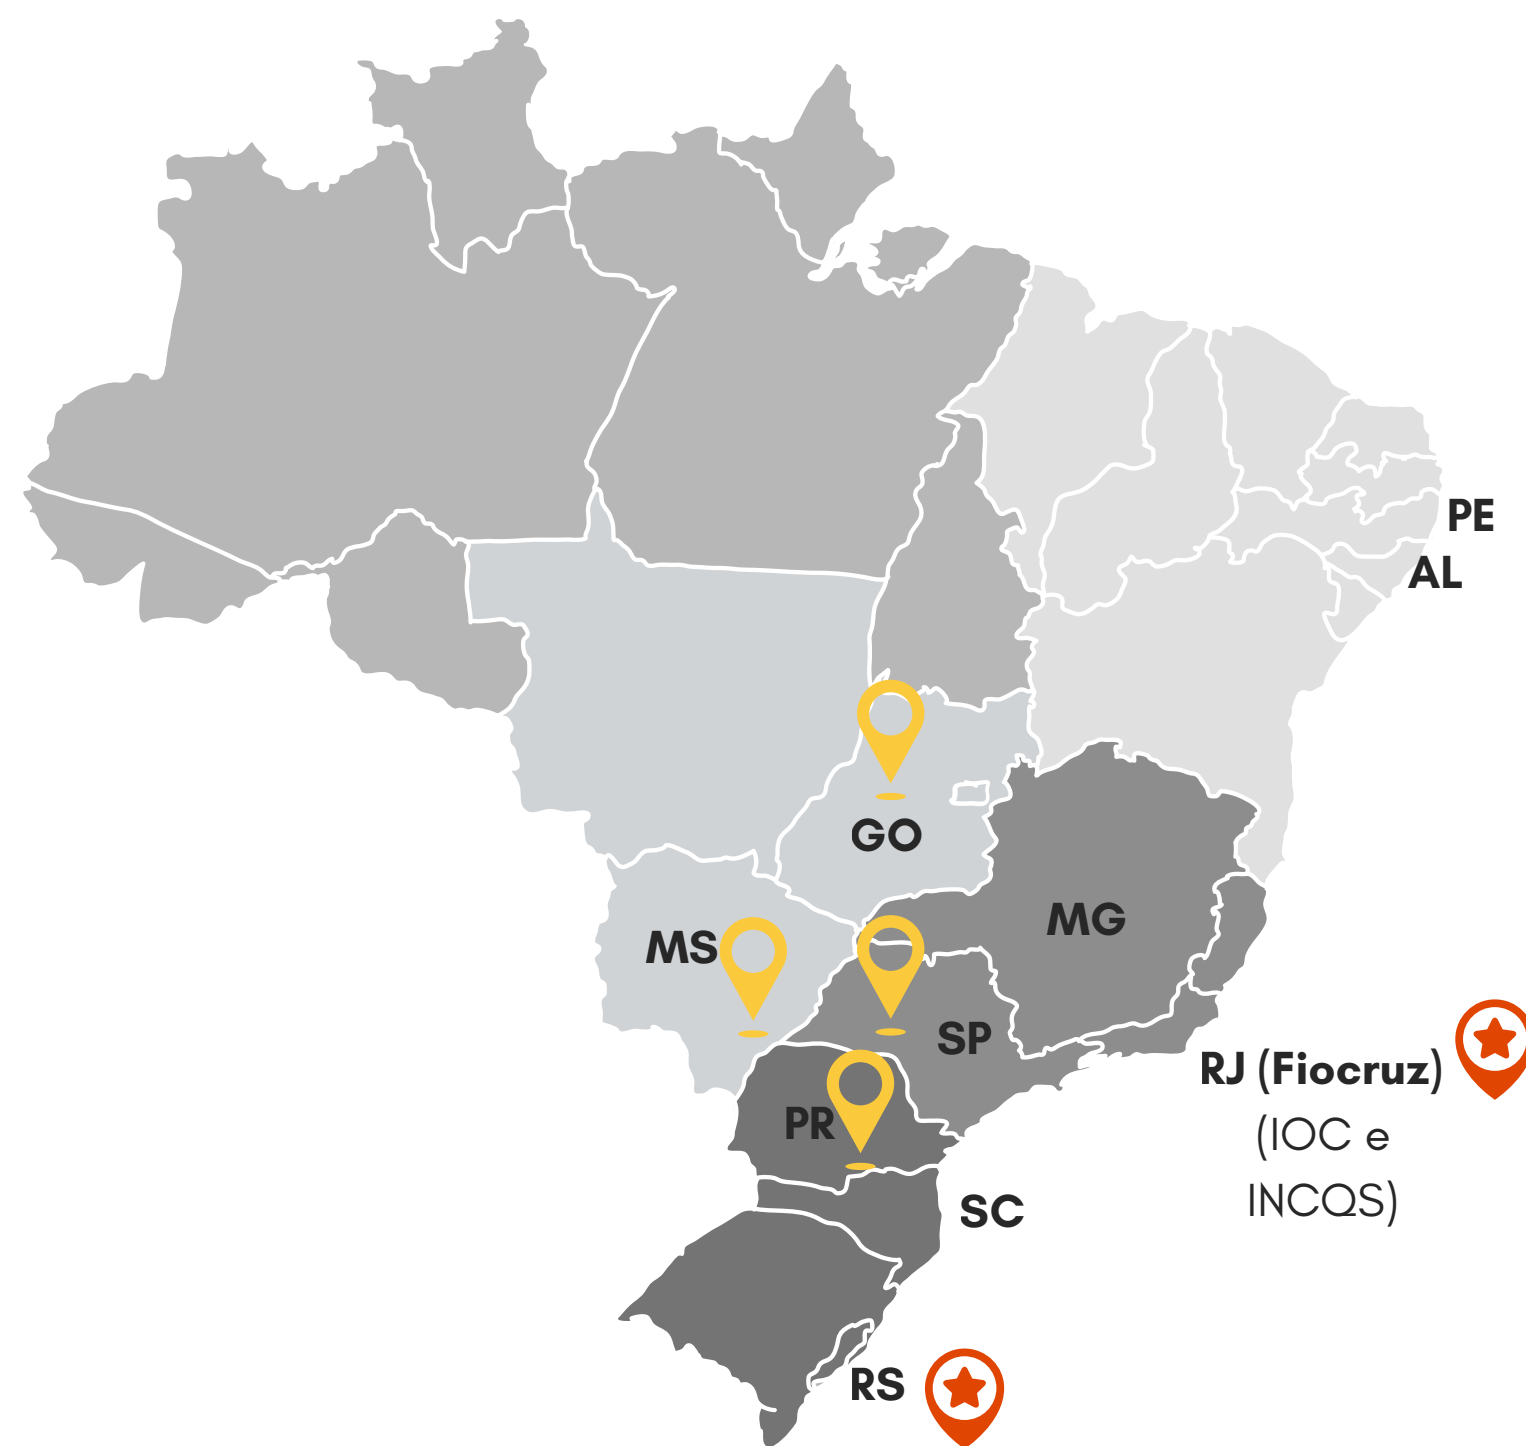 PE
AL
GO
MG
MS
SP
RJ (Fiocruz)
(IOC e
INCQS)
PR
SC
RS